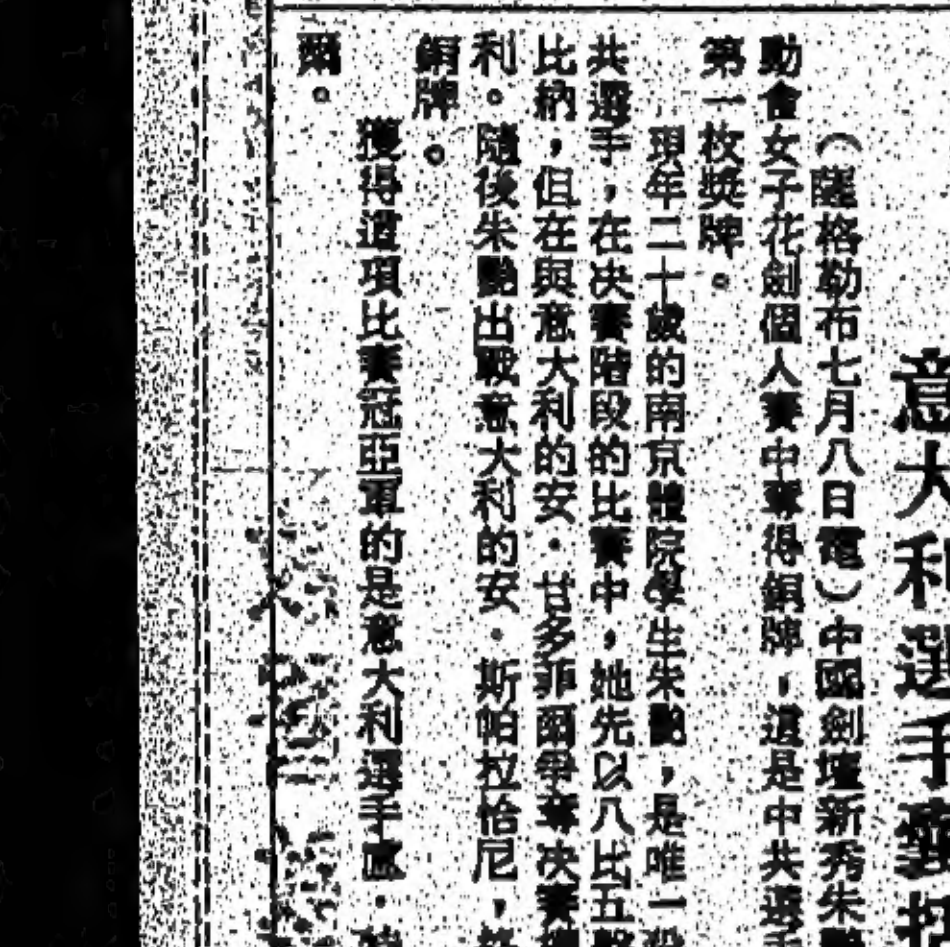 意大利選手
（薩格勒布七月八日電）中國劍壇新秀朱
動會女子花劍個人賽中奪得銅牌，這是中共選
第一枚獎牌。
現年二十歲的南京體院學生朱艷，是唯一
共選手，在決賽階段的比賽中，她先以八比五
比納，但在與意大利的安・甘多菲爾爭奪決賽
利。隨後朱艷出戰意大利的安・斯帕拉恰尼，
銅牌。
獲得這項比賽冠亞軍的是意大利選手
爾。